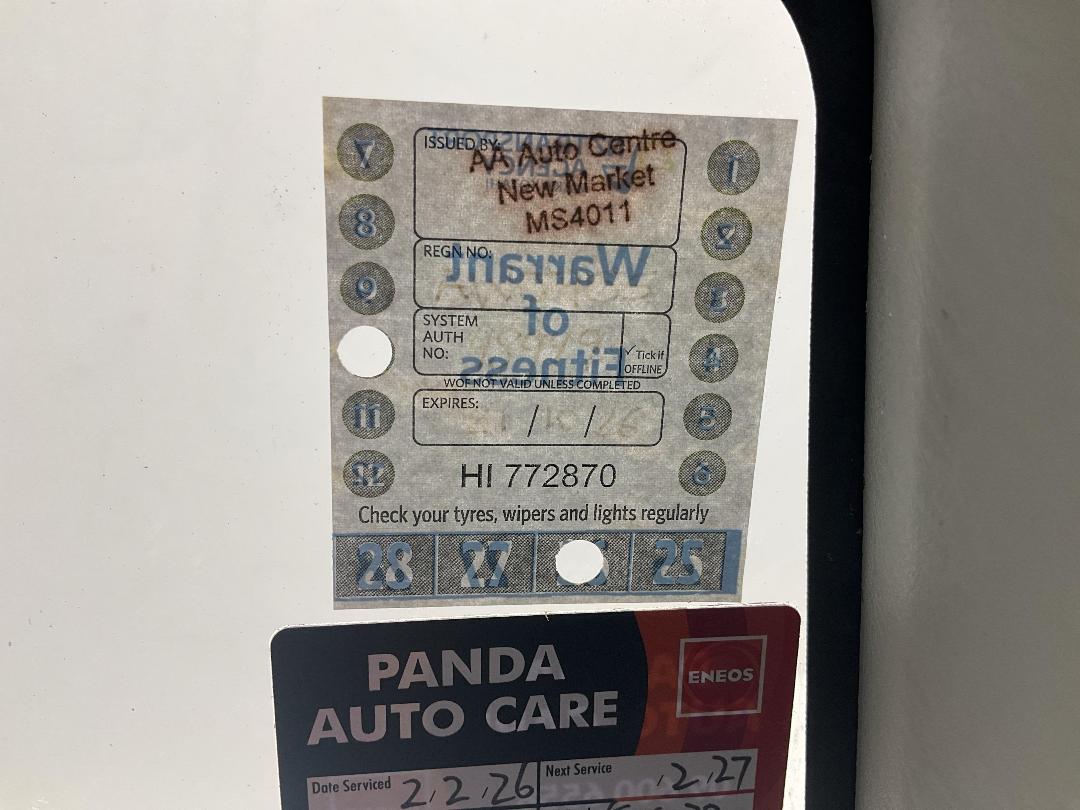 ISSUED BY:
AA Auto Centre
New Market
MS4011
REGN NO:
Warrant
of
Fitness
SYSTEM
AUTH
NO:
✓ Tick if
OFFLINE
WOF NOT VALID UNLESS COMPLETED
EXPIRES: / /
HI 772870
Check your tyres, wipers and lights regularly
7 1
8 2
9 3
4
11 5
12 6
28 27 25
PANDA
AUTO CARE
ENEOS
Date Serviced 2.2.26
Next Service .2.27